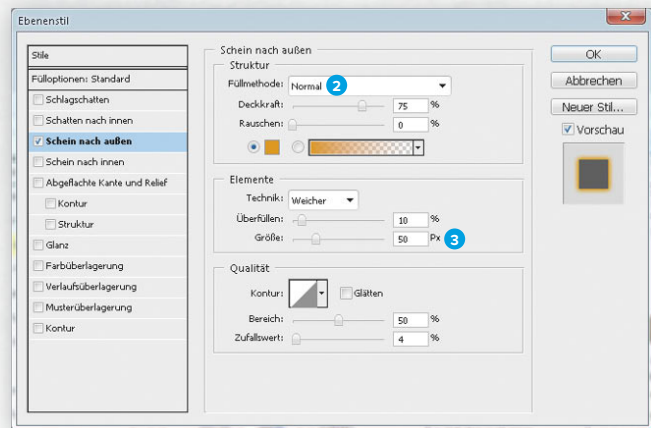 Ebenenstil
Stile
Fülloptionen: Standard
Schlagschatten
Schatten nach innen
Schein nach außen
Schein nach innen
Abgeflachte Kante und Relief
Kontur
Struktur
Glanz
Farbüberlagerung
Verlaufsüberlagerung
Musterüberlagerung
Kontur
Schein nach außen
Struktur
Füllmethode: Normal 2
Deckkraft: 75 %
Rauschen: 0 %
Elemente
Technik: Weicher
Überfüllen: 10 %
Größe: 50 Px 3
Qualität
Kontur: Glätten
Bereich: 50 %
Zufallswert: 4 %
OK
Abbrechen
Neuer Stil...
Vorschau